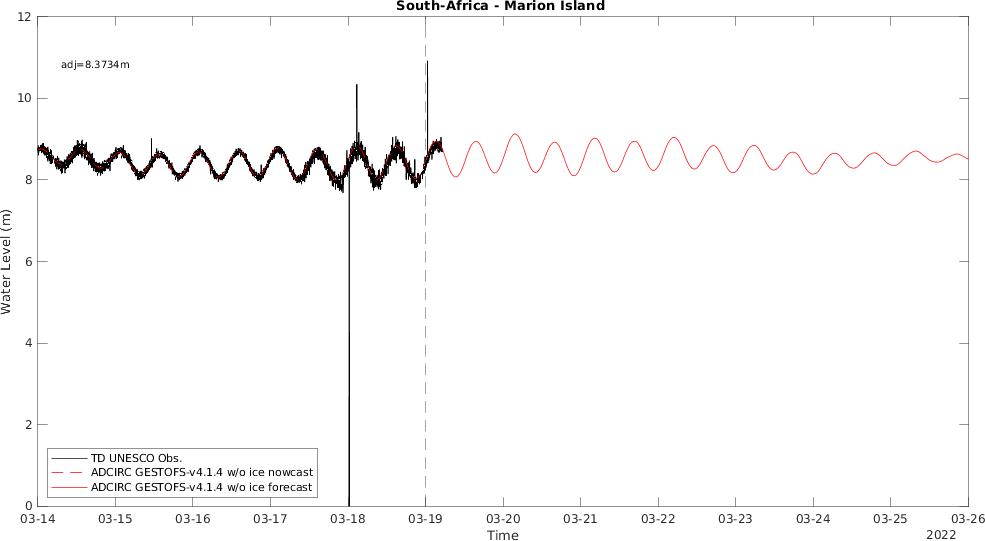 South-Africa - Marion Island
12
adj=8.3734m
10
8
6
4
2
0
Water Level (m)
TD UNESCO Obs.
ADCIRC GESTOFS-v4.1.4 w/o ice nowcast
ADCIRC GESTOFS-v4.1.4 w/o ice forecast
03-14 03-15 03-16 03-17 03-18 03-19 03-20 03-21 03-22 03-23 03-24 03-25 03-26
Time
2022